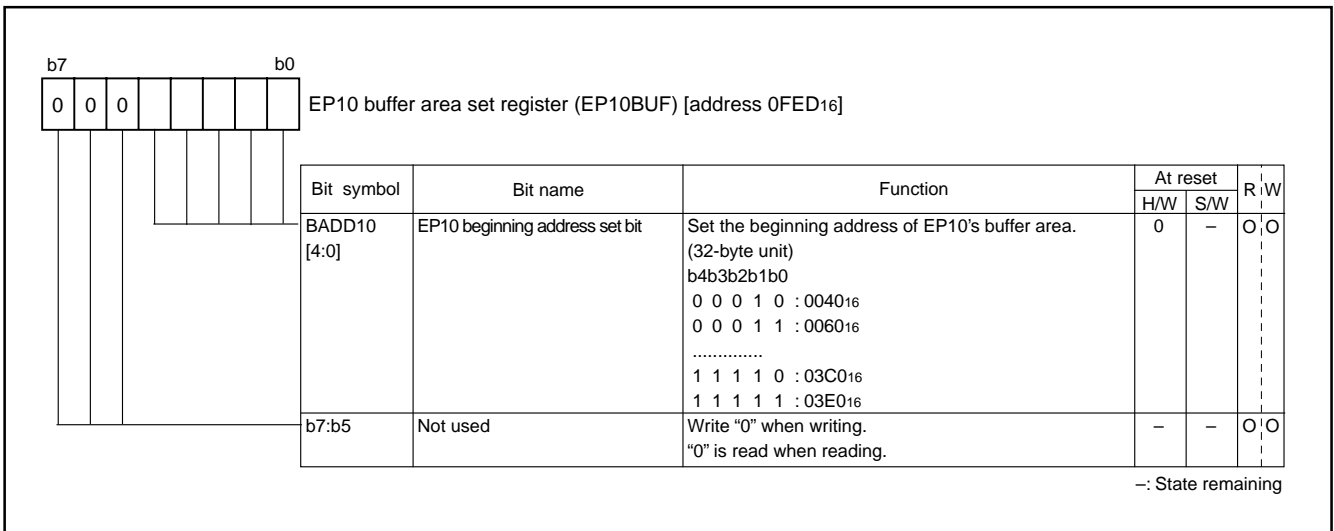 b7 b0
0 0 0 EP10 buffer area set register (EP10BUF) [address 0FED16]
Bit symbol Bit name Function At reset R W
H/W S/W
BADD10 EP10 beginning address set bit Set the beginning address of EP10’s buffer area. 0 – O O
[4:0] (32-byte unit)
b4b3b2b1b0
0 0 0 1 0 : 004016
0 0 0 1 1 : 006016
..............
1 1 1 1 0 : 03C016
1 1 1 1 1 : 03E016
b7:b5 Not used Write “0” when writing. – – O O
“0” is read when reading.
–: State remaining